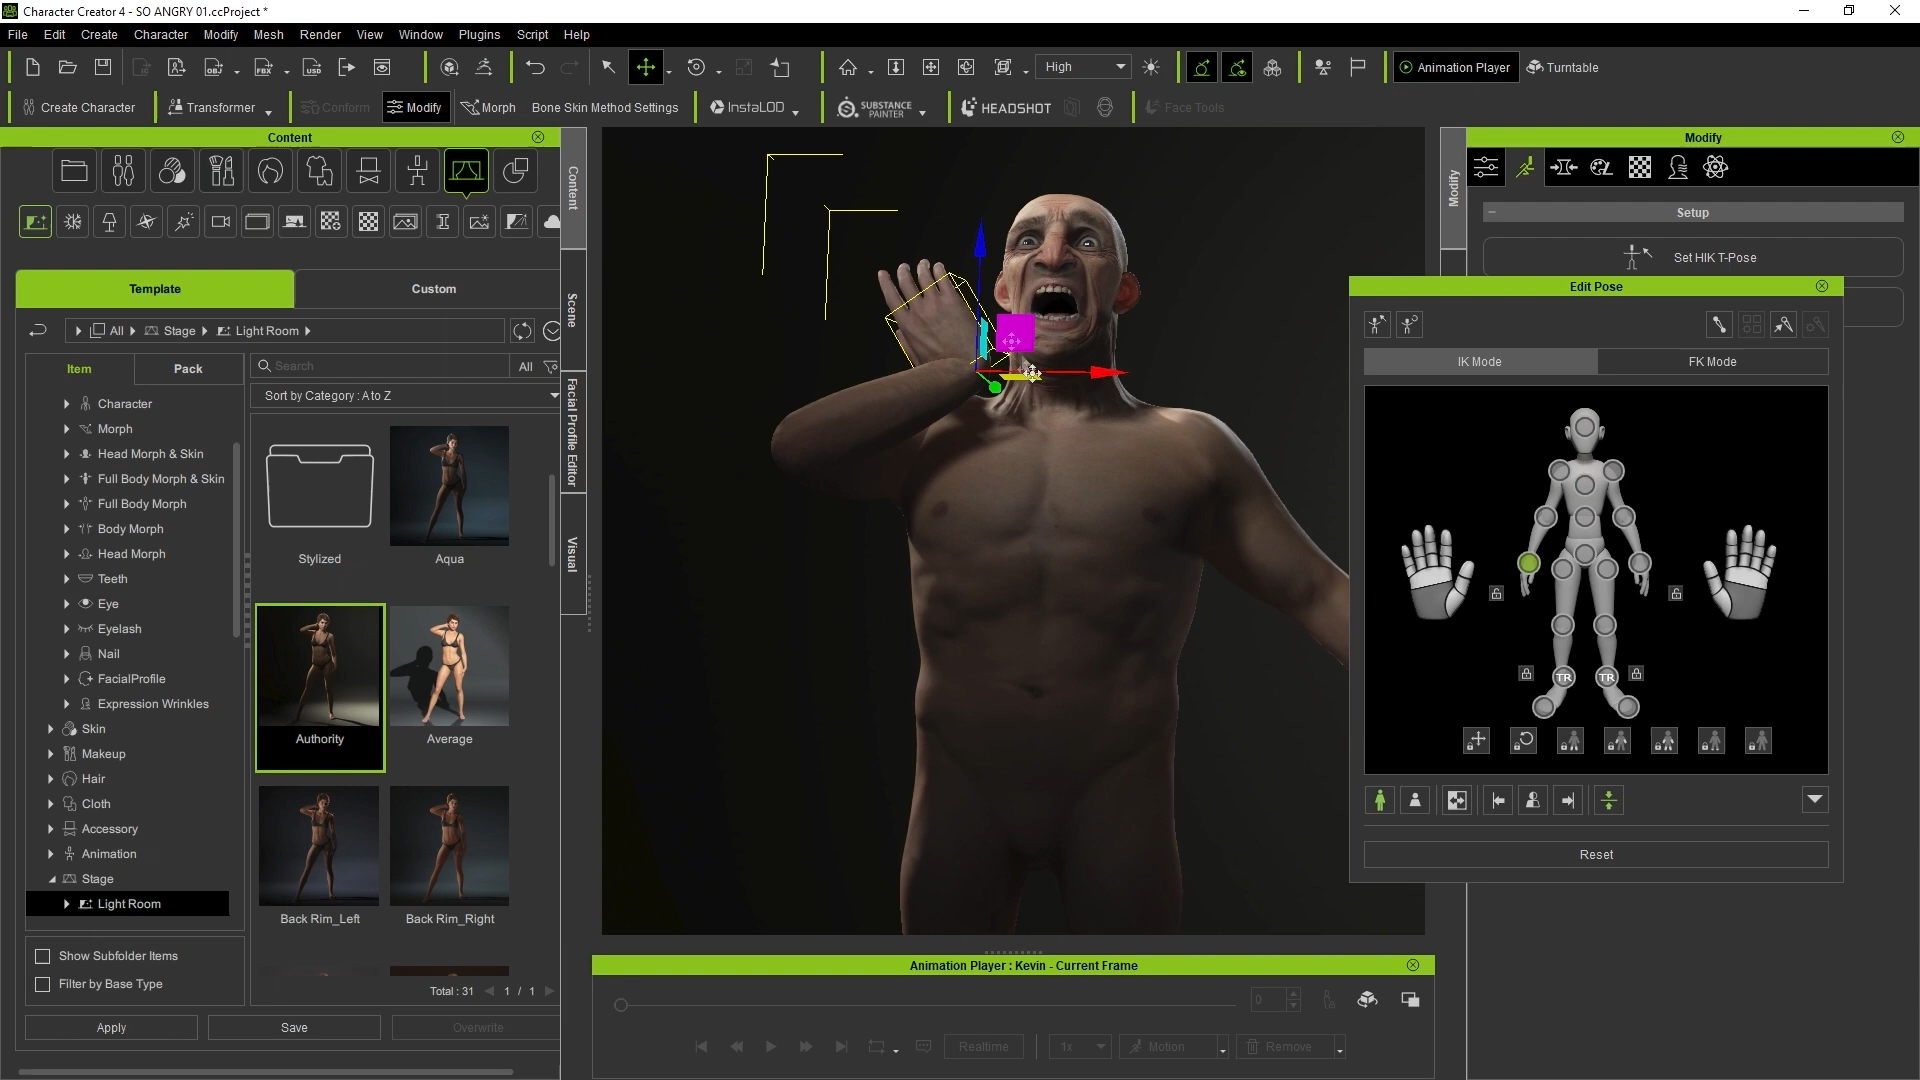 Character Creator 4 - SO ANGRY 01.ccProject *
File Edit Create Character Modify Mesh Render View Window Plugins Script Help
OBJ FBX USD High Animation Player Turntable
Create Character Transformer Conform Modify Morph Bone Skin Method Settings InstaLOD SUBSTANCE PAINTER HEADSHOT Face Tools
Content
Content
Scene
Facial Profile Editor
Visual
Template Custom
All Stage Light Room
Item Pack
Search All
Sort by Category : A to Z
Character
Morph
Head Morph & Skin
Full Body Morph & Skin
Full Body Morph
Body Morph
Head Morph
Teeth
Eye
Eyelash
Nail
FacialProfile
Expression Wrinkles
Skin
Makeup
Hair
Cloth
Accessory
Animation
Stage
Light Room
Stylized Aqua
Authority Average
Back Rim_Left Back Rim_Right
Show Subfolder Items
Filter by Base Type
Total : 31 1 / 1
Apply Save Overwrite
Modify
Modify
Setup
Set HIK T-Pose
Edit Pose
IK Mode FK Mode
TR TR
Reset
Animation Player : Kevin - Current Frame
0
Realtime 1x Motion Remove